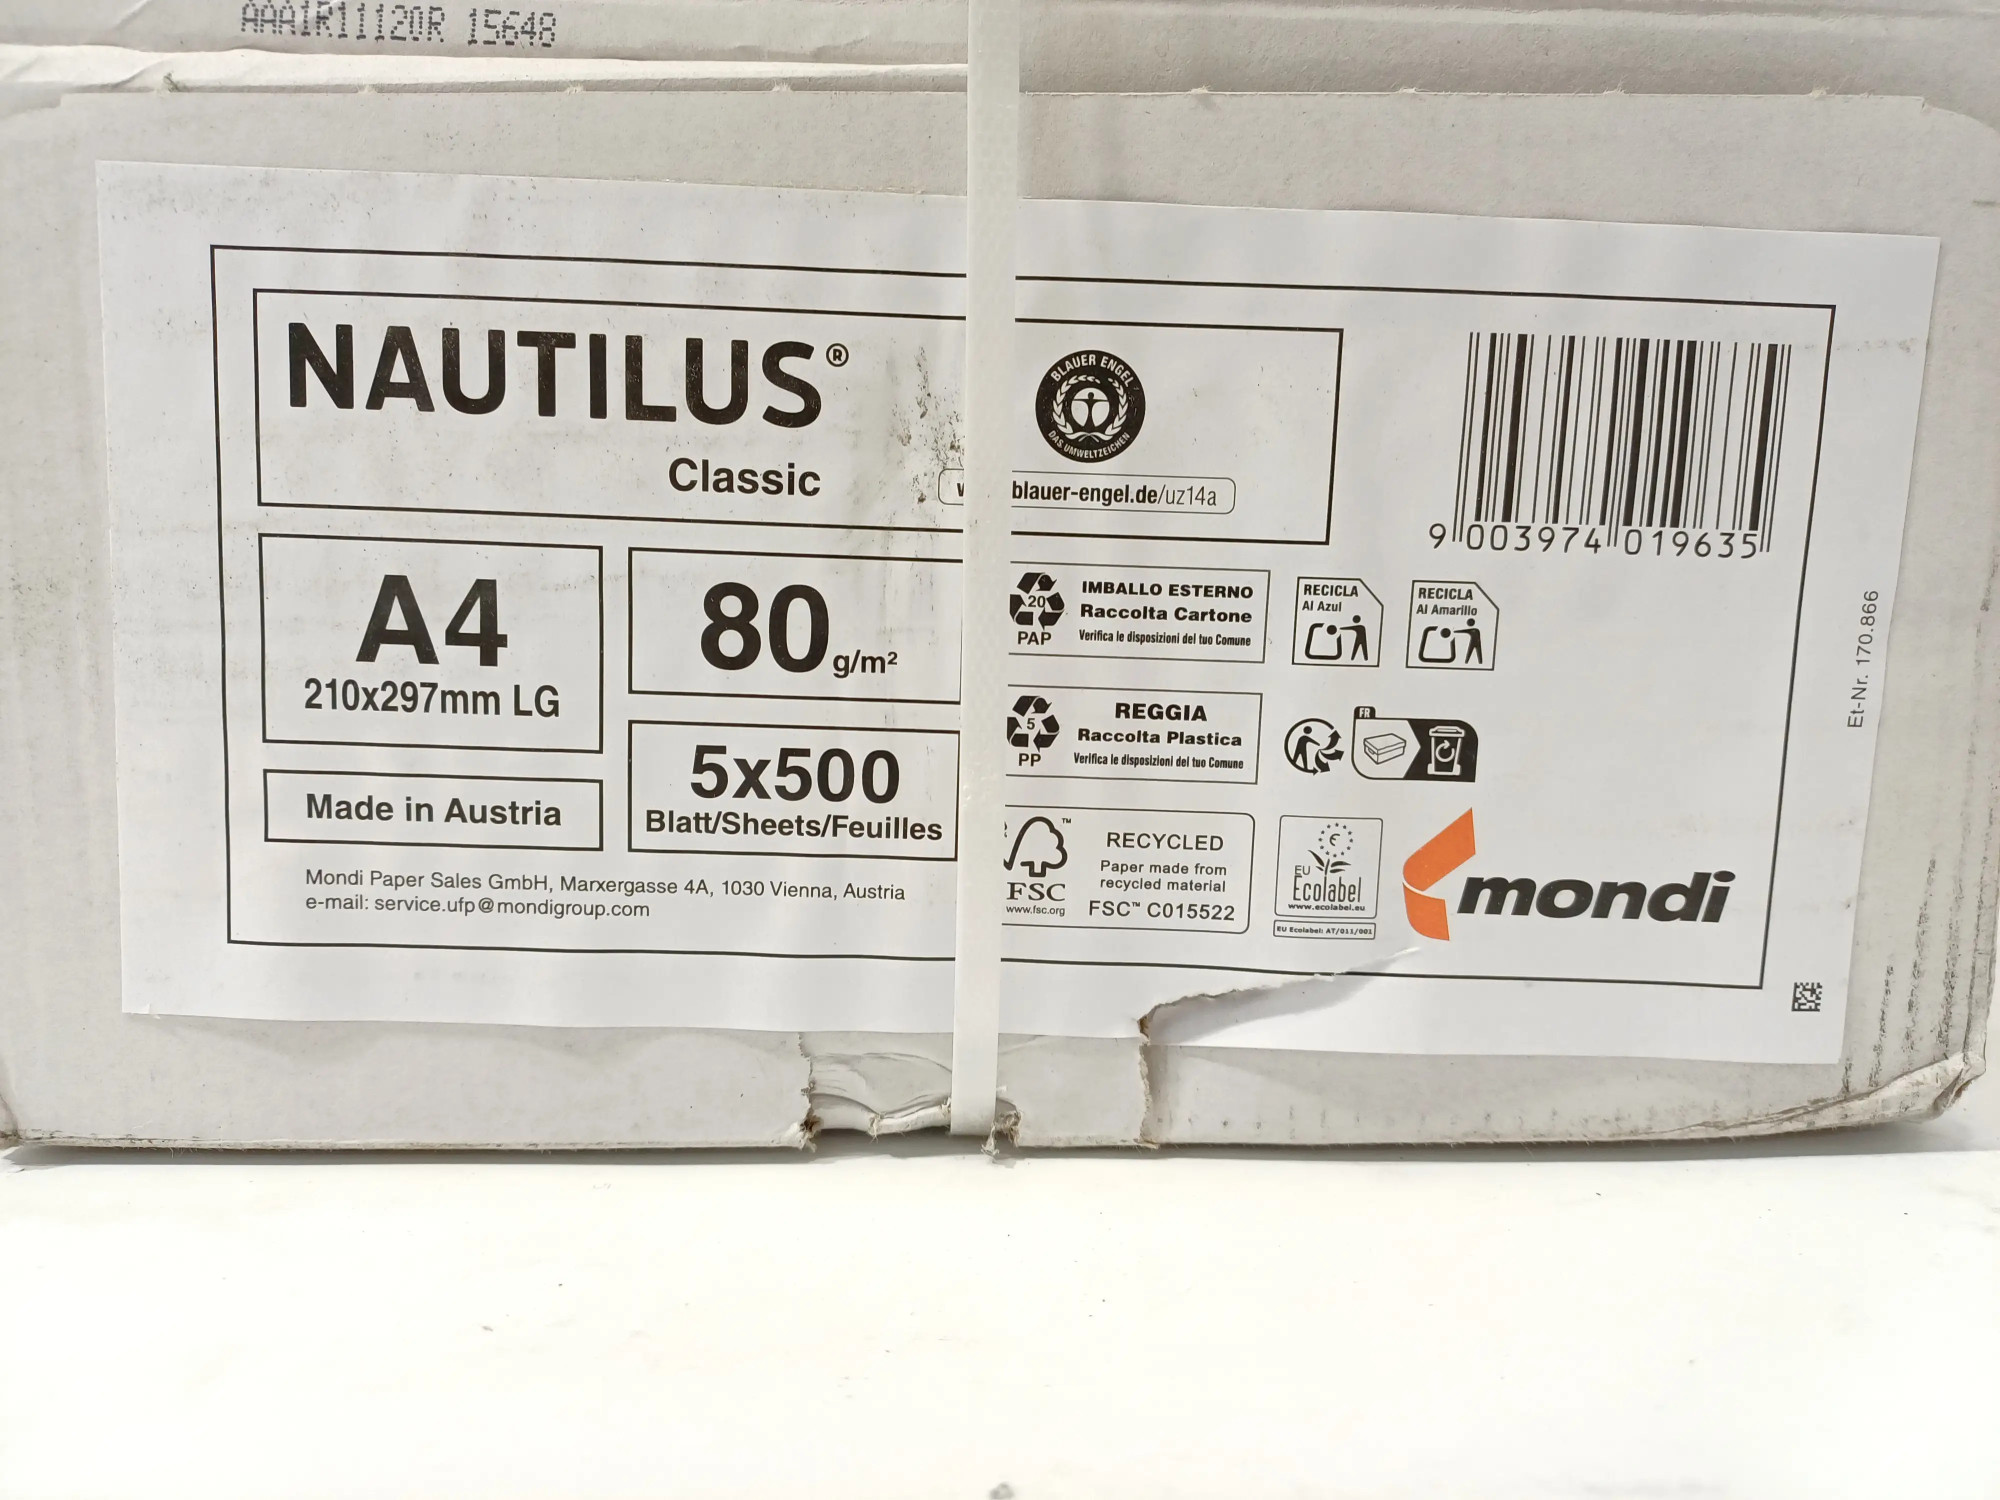 AAA1R11120R 15648
NAUTILUS®
Classic
BLAUER ENGEL
DAS UMWELTZEICHEN
blauer-engel.de/uz14a
9 003974 019635
A4
210x297mm LG
80 g/m²
5x500
Blatt/Sheets/Feuilles
Made in Austria
Mondi Paper Sales GmbH, Marxergasse 4A, 1030 Vienna, Austria
e-mail: service.ufp@mondigroup.com
20
PAP
IMBALLO ESTERNO
Raccolta Cartone
Verifica le disposizioni del tuo Comune
RECICLA
Al Azul
RECICLA
Al Amarillo
5
PP
REGGIA
Raccolta Plastica
Verifica le disposizioni del tuo Comune
FR
FSC
www.fsc.org
RECYCLED
Paper made from
recycled material
FSC™ C015522
EU
Ecolabel
www.ecolabel.eu
EU Ecolabel: AT/011/001
mondi
Et-Nr. 170.866